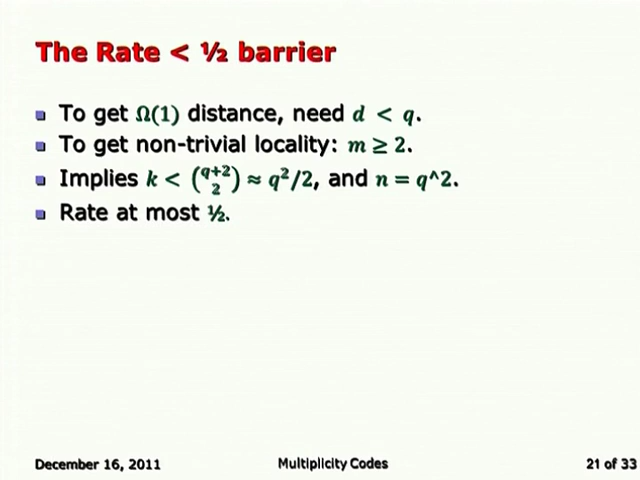 The Rate < ½ barrier
To get Ω(1) distance, need d < q.
To get non-trivial locality: m ≥ 2.
Implies k < (q+2 2) ≈ q²/2, and n = q^2.
Rate at most ½.
December 16, 2011
Multiplicity Codes
21 of 33